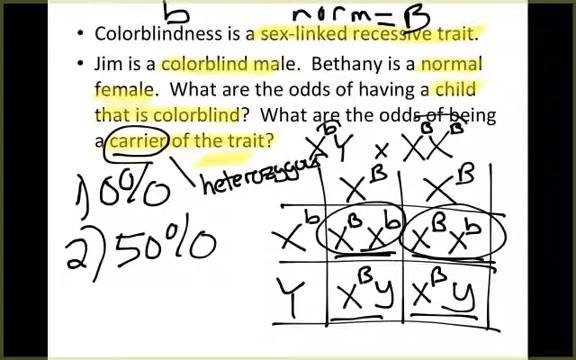 b norm = B
• Colorblindness is a sex-linked recessive trait.
• Jim is a colorblind male. Bethany is a normal
female. What are the odds of having a child
that is colorblind? What are the odds of being
a carrier of the trait?
heterozygous
X^b Y x X^B X^B
X^B X^B
1) 0%
X^b X^B X^b X^B X^b
2) 50%
Y X^B Y X^B Y